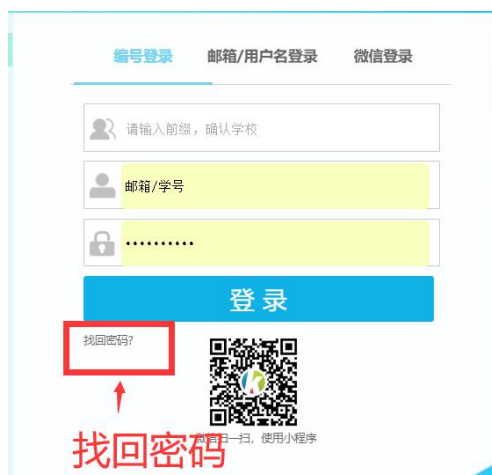 编号登录 邮箱/用户名登录 微信登录
请输入前缀，确认学校
邮箱/学号
••••••••••
登录
找回密码?
找回密码
微信扫一扫，使用小程序